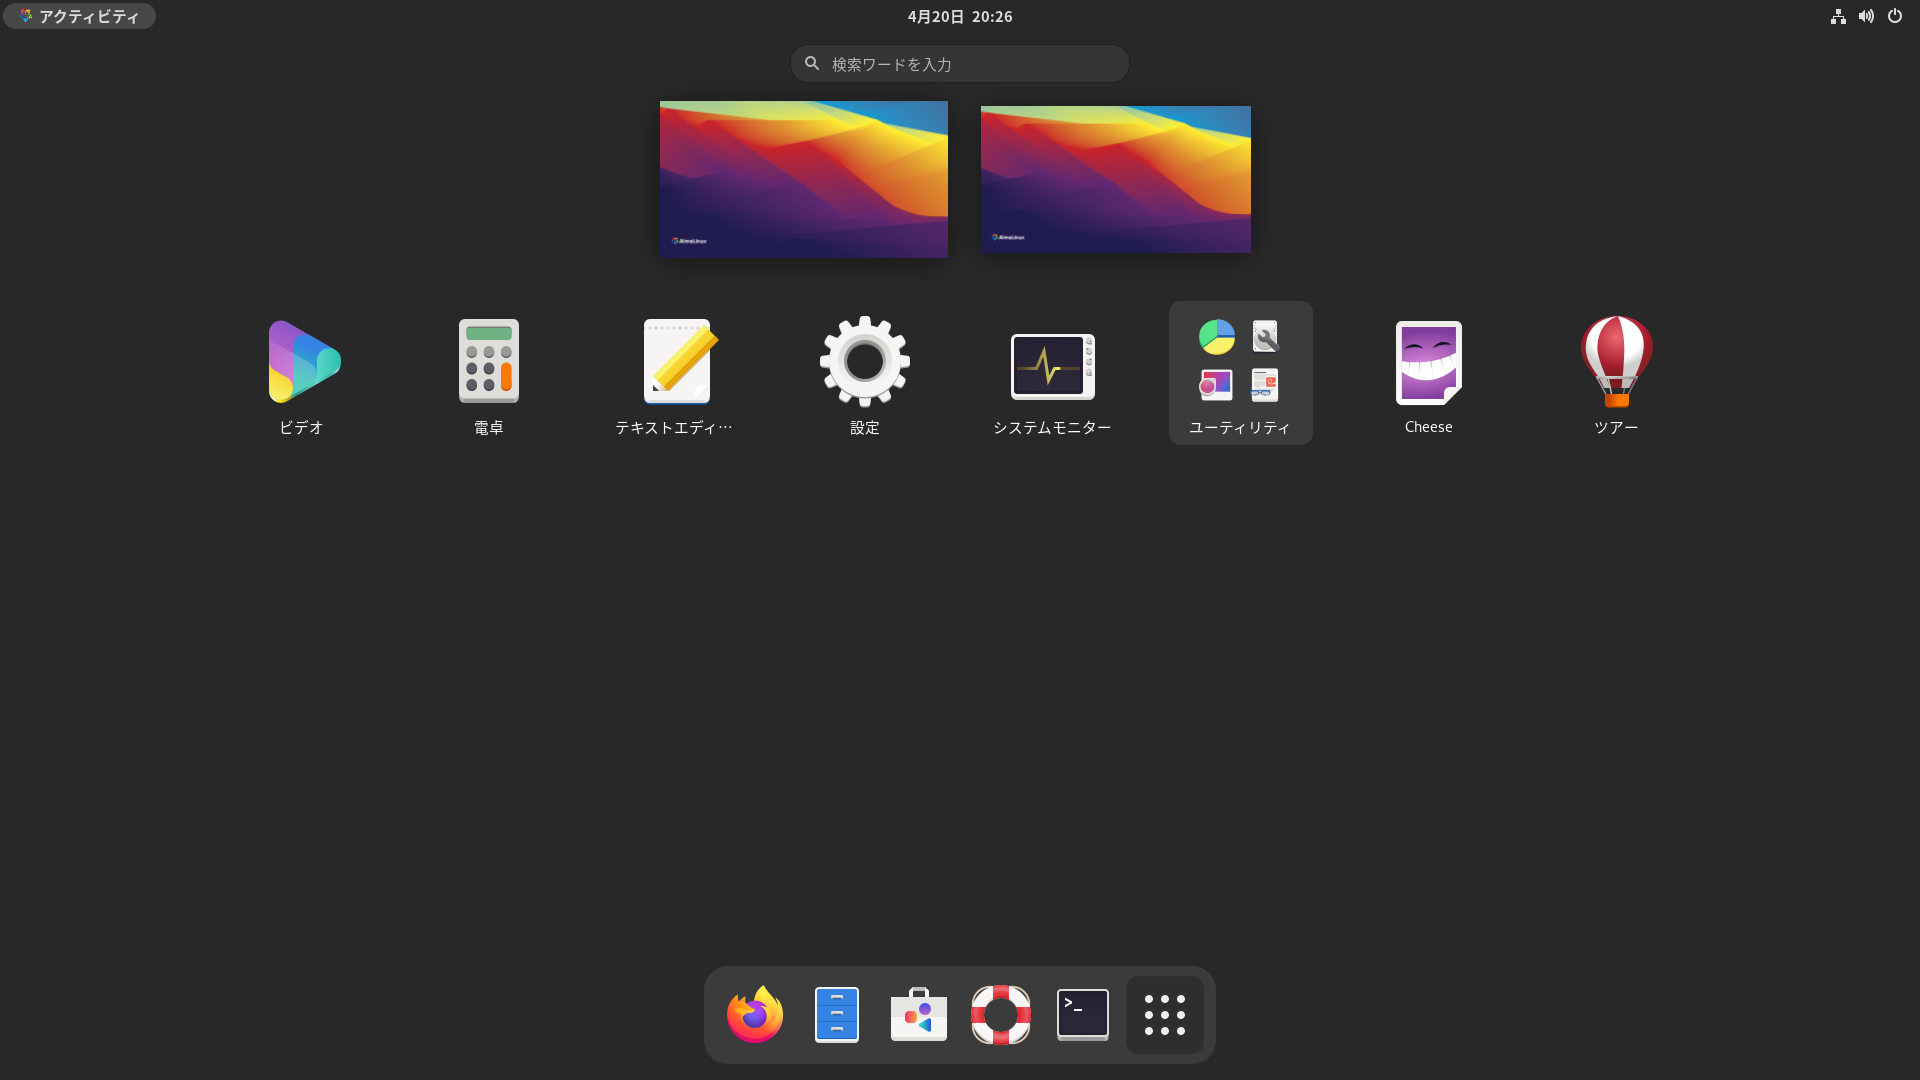 アクティビティ
4月20日 20:26
検索ワードを入力
AlmaLinux
AlmaLinux
ビデオ
電卓
テキストエディ…
設定
システムモニター
ユーティリティ
Cheese
ツアー
>_